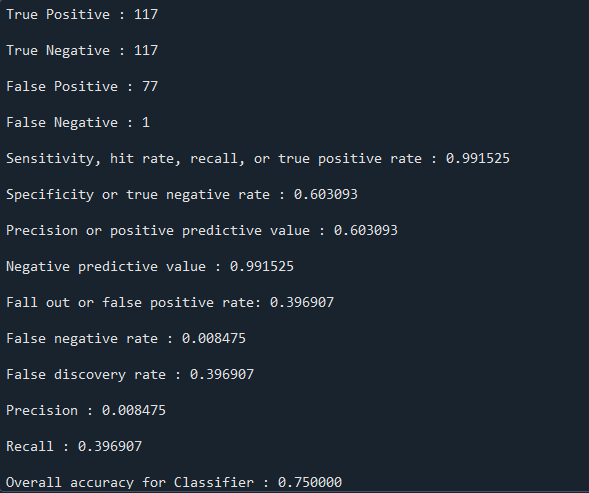 True Positive : 117
True Negative : 117
False Positive : 77
False Negative : 1
Sensitivity, hit rate, recall, or true positive rate : 0.991525
Specificity or true negative rate : 0.603093
Precision or positive predictive value : 0.603093
Negative predictive value : 0.991525
Fall out or false positive rate: 0.396907
False negative rate : 0.008475
False discovery rate : 0.396907
Precision : 0.008475
Recall : 0.396907
Overall accuracy for Classifier : 0.750000